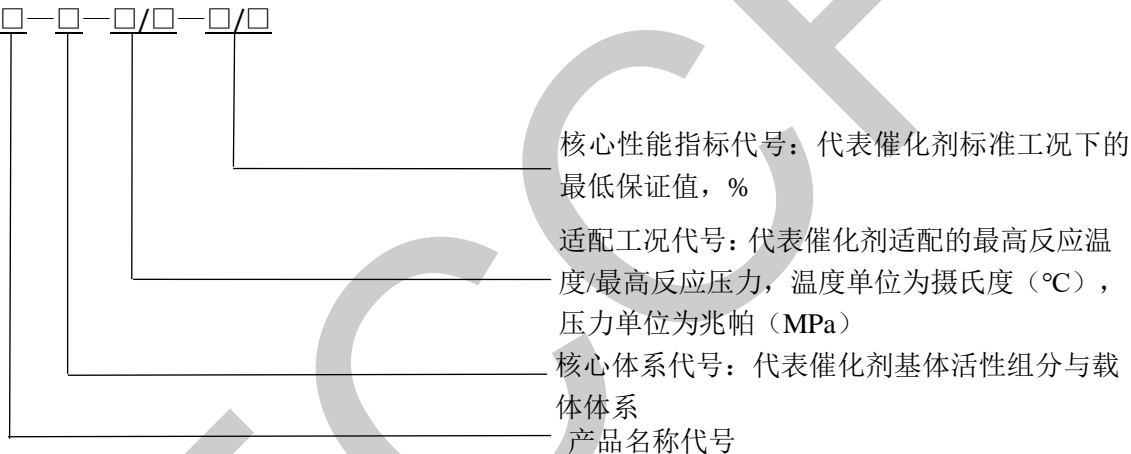 □—□—□/□—□/□
核心性能指标代号：代表催化剂标准工况下的
最低保证值，%
适配工况代号：代表催化剂适配的最高反应温
度/最高反应压力，温度单位为摄氏度（℃），
压力单位为兆帕（MPa）
核心体系代号：代表催化剂基体活性组分与载
体体系
产品名称代号